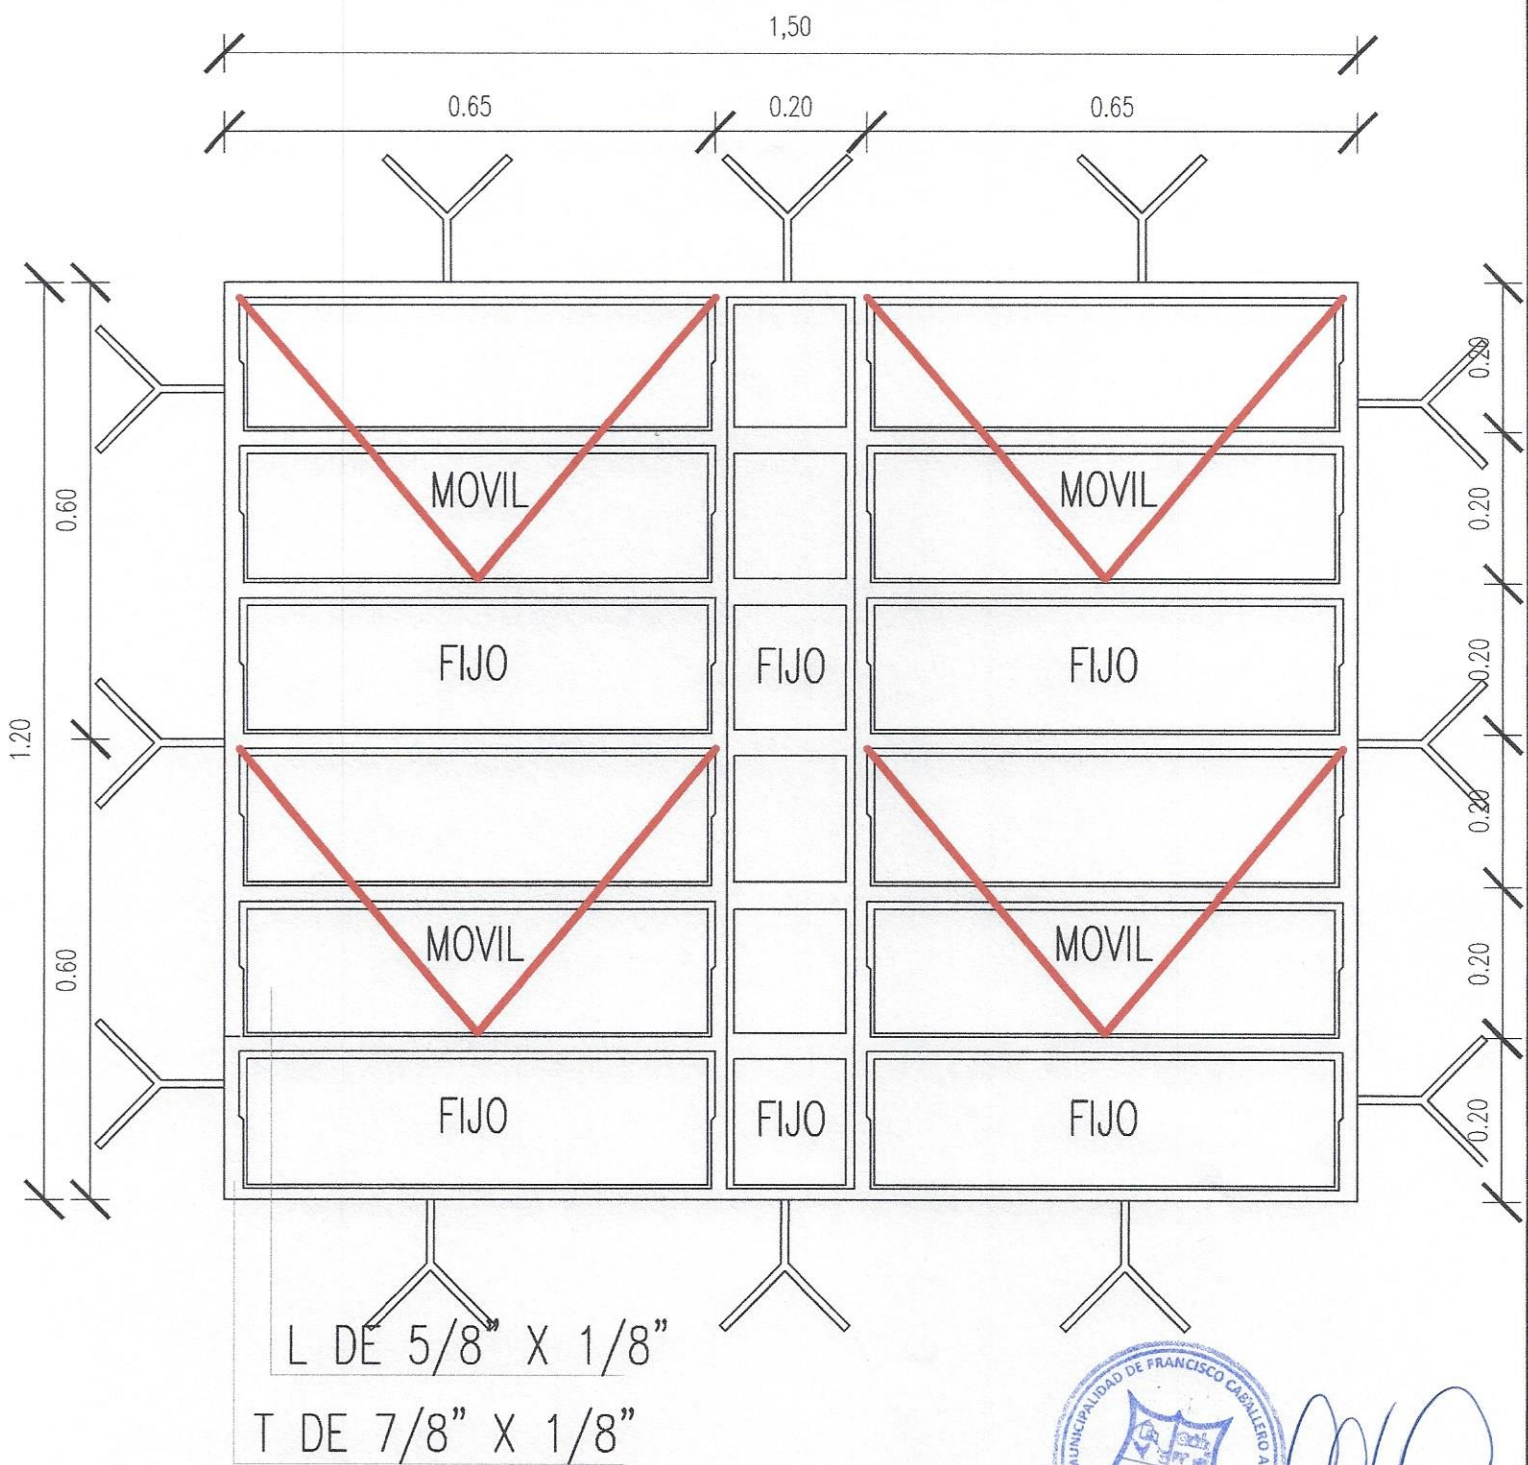 1,50
0.65 0.20 0.65
0.20
MOVIL MOVIL
0.60 0.20
FIJO FIJO FIJO
0.20
1.20
0.20
MOVIL MOVIL
0.60 0.20
FIJO FIJO FIJO
0.20
L DE 5/8" X 1/8"
T DE 7/8" X 1/8"
MUNICIPALIDAD DE FRANCISCO CABALLERO A